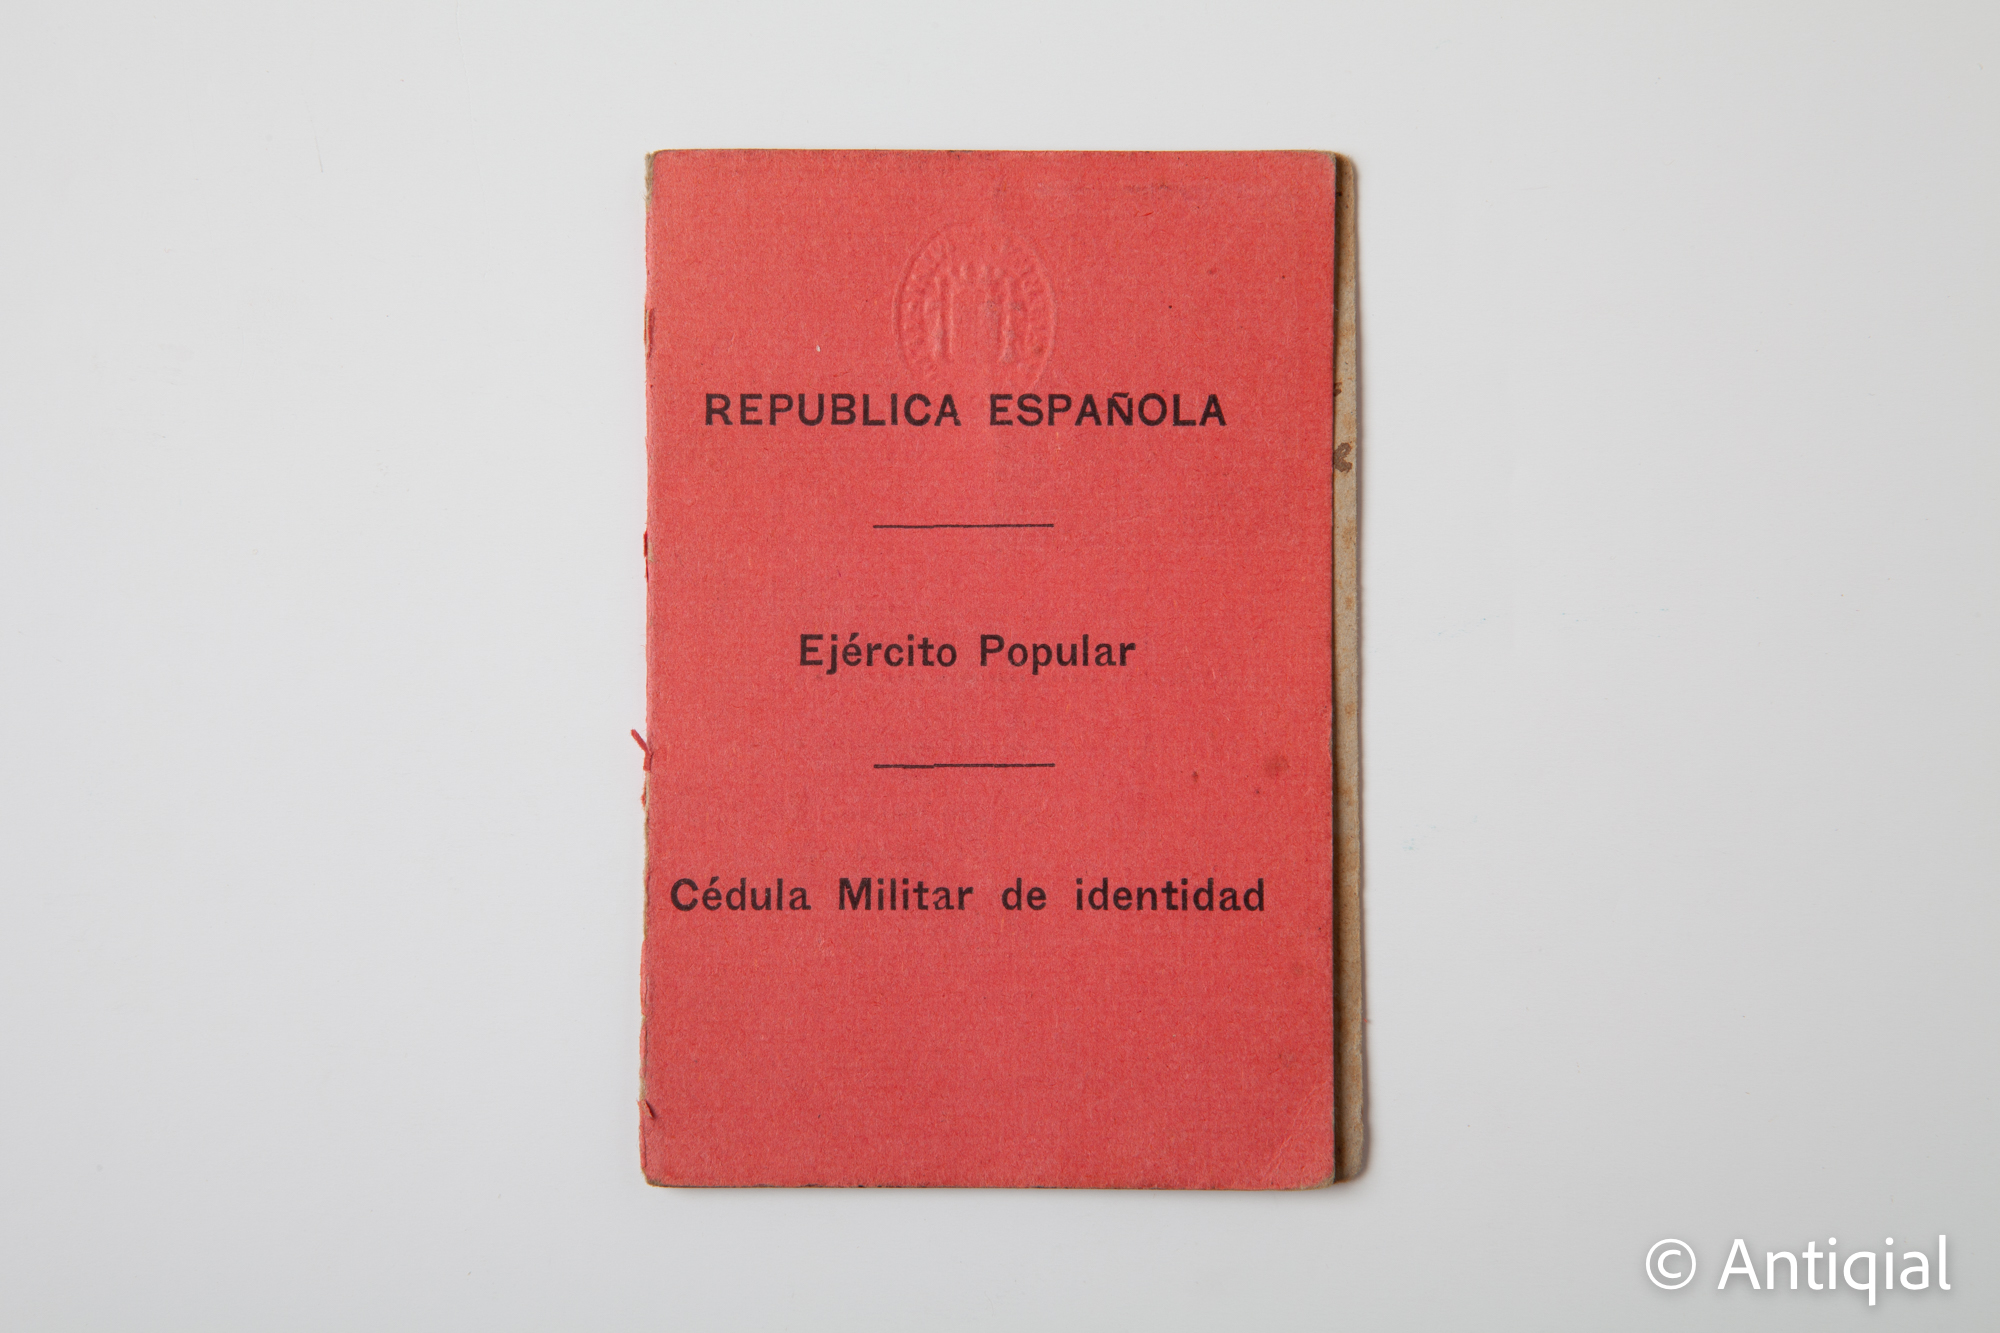 REPUBLICA ESPAÑOLA
Ejército Popular
Cédula Militar de identidad
© Antiqial